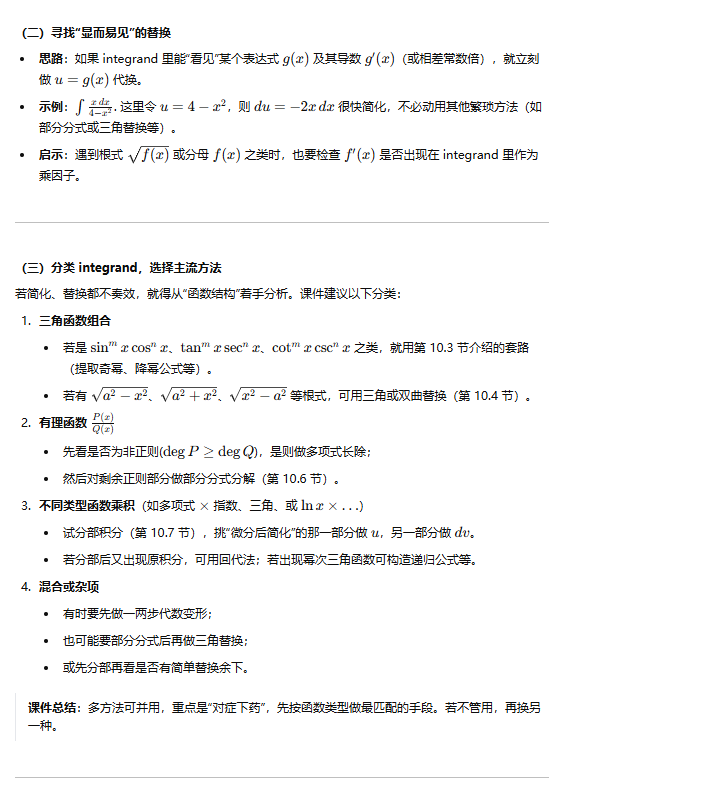 （二）寻找“显而易见”的替换
• 思路：如果 integrand 里能“看见”某个表达式 g(x) 及其导数 g′(x)（或相差常数倍），就立刻
做 u = g(x) 代换。
• 示例：∫ x dx/4−x². 这里令 u = 4 − x²，则 du = −2x dx 很快简化，不必动用其他繁琐方法（如
部分分式或三角替换等）。
• 启示：遇到根式 √f(x) 或分母 f(x) 之类时，也要检查 f′(x) 是否出现在 integrand 里作为
乘因子。
（三）分类 integrand，选择主流方法
若简化、替换都不奏效，就得从“函数结构”着手分析。课件建议以下分类：
1. 三角函数组合
• 若是 sinᵐ x cosⁿ x、tanᵐ x secⁿ x、cotᵐ x cscⁿ x 之类，就用第 10.3 节介绍的套路
（提取奇幂、降幂公式等）。
• 若有 √a² − x²、√a² + x²、√x² − a² 等根式，可用三角或双曲替换（第 10.4 节）。
2. 有理函数 P(x)/Q(x)
• 先看是否为非正则(deg P ≥ deg Q)，是则做多项式长除；
• 然后对剩余正则部分做部分分式分解（第 10.6 节）。
3. 不同类型函数乘积（如多项式 × 指数、三角、或 ln x × …）
• 试分部积分（第 10.7 节），挑“微分后简化”的那一部分做 u，另一部分做 dv。
• 若分部后又出现原积分，可用回代法；若出现幂次三角函数可构造递归公式等。
4. 混合或杂项
• 有时要先做一两步代数变形；
• 也可能要部分分式后再做三角替换；
• 或先分部再看是否有简单替换余下。
课件总结：多方法可并用，重点是“对症下药”，先按函数类型做最匹配的手段。若不管用，再换另
一种。